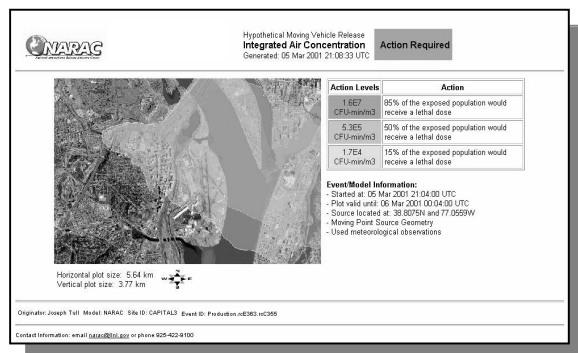 NARAC
Hypothetical Moving Vehicle Release
Integrated Air Concentration
Generated: 05 Mar 2001 21:08:33 UTC
Action Required
Action Levels
Action
1.6E7
CFU-min/m3
85% of the exposed population would
receive a lethal dose
5.3E5
CFU-min/m3
50% of the exposed population would
receive a lethal dose
1.7E4
CFU-min/m3
15% of the exposed population would
receive a lethal dose
Event/Model Information:
- Started at: 05 Mar 2001 21:04:00 UTC
- Plot valid until: 06 Mar 2001 00:04:00 UTC
- Source located at: 38.8075N and 77.0559W
- Moving Point Source Geometry
- Used meteorological observations
Horizontal plot size: 5.64 km
Vertical plot size: 3.77 km
N
W E
S
Originator: Joseph Tull Model: NARAC Site ID: CAPITAL3 Event ID: Production.rcE363.rcC355
Contact Information: email narac@llnl.gov or phone 925-422-9100